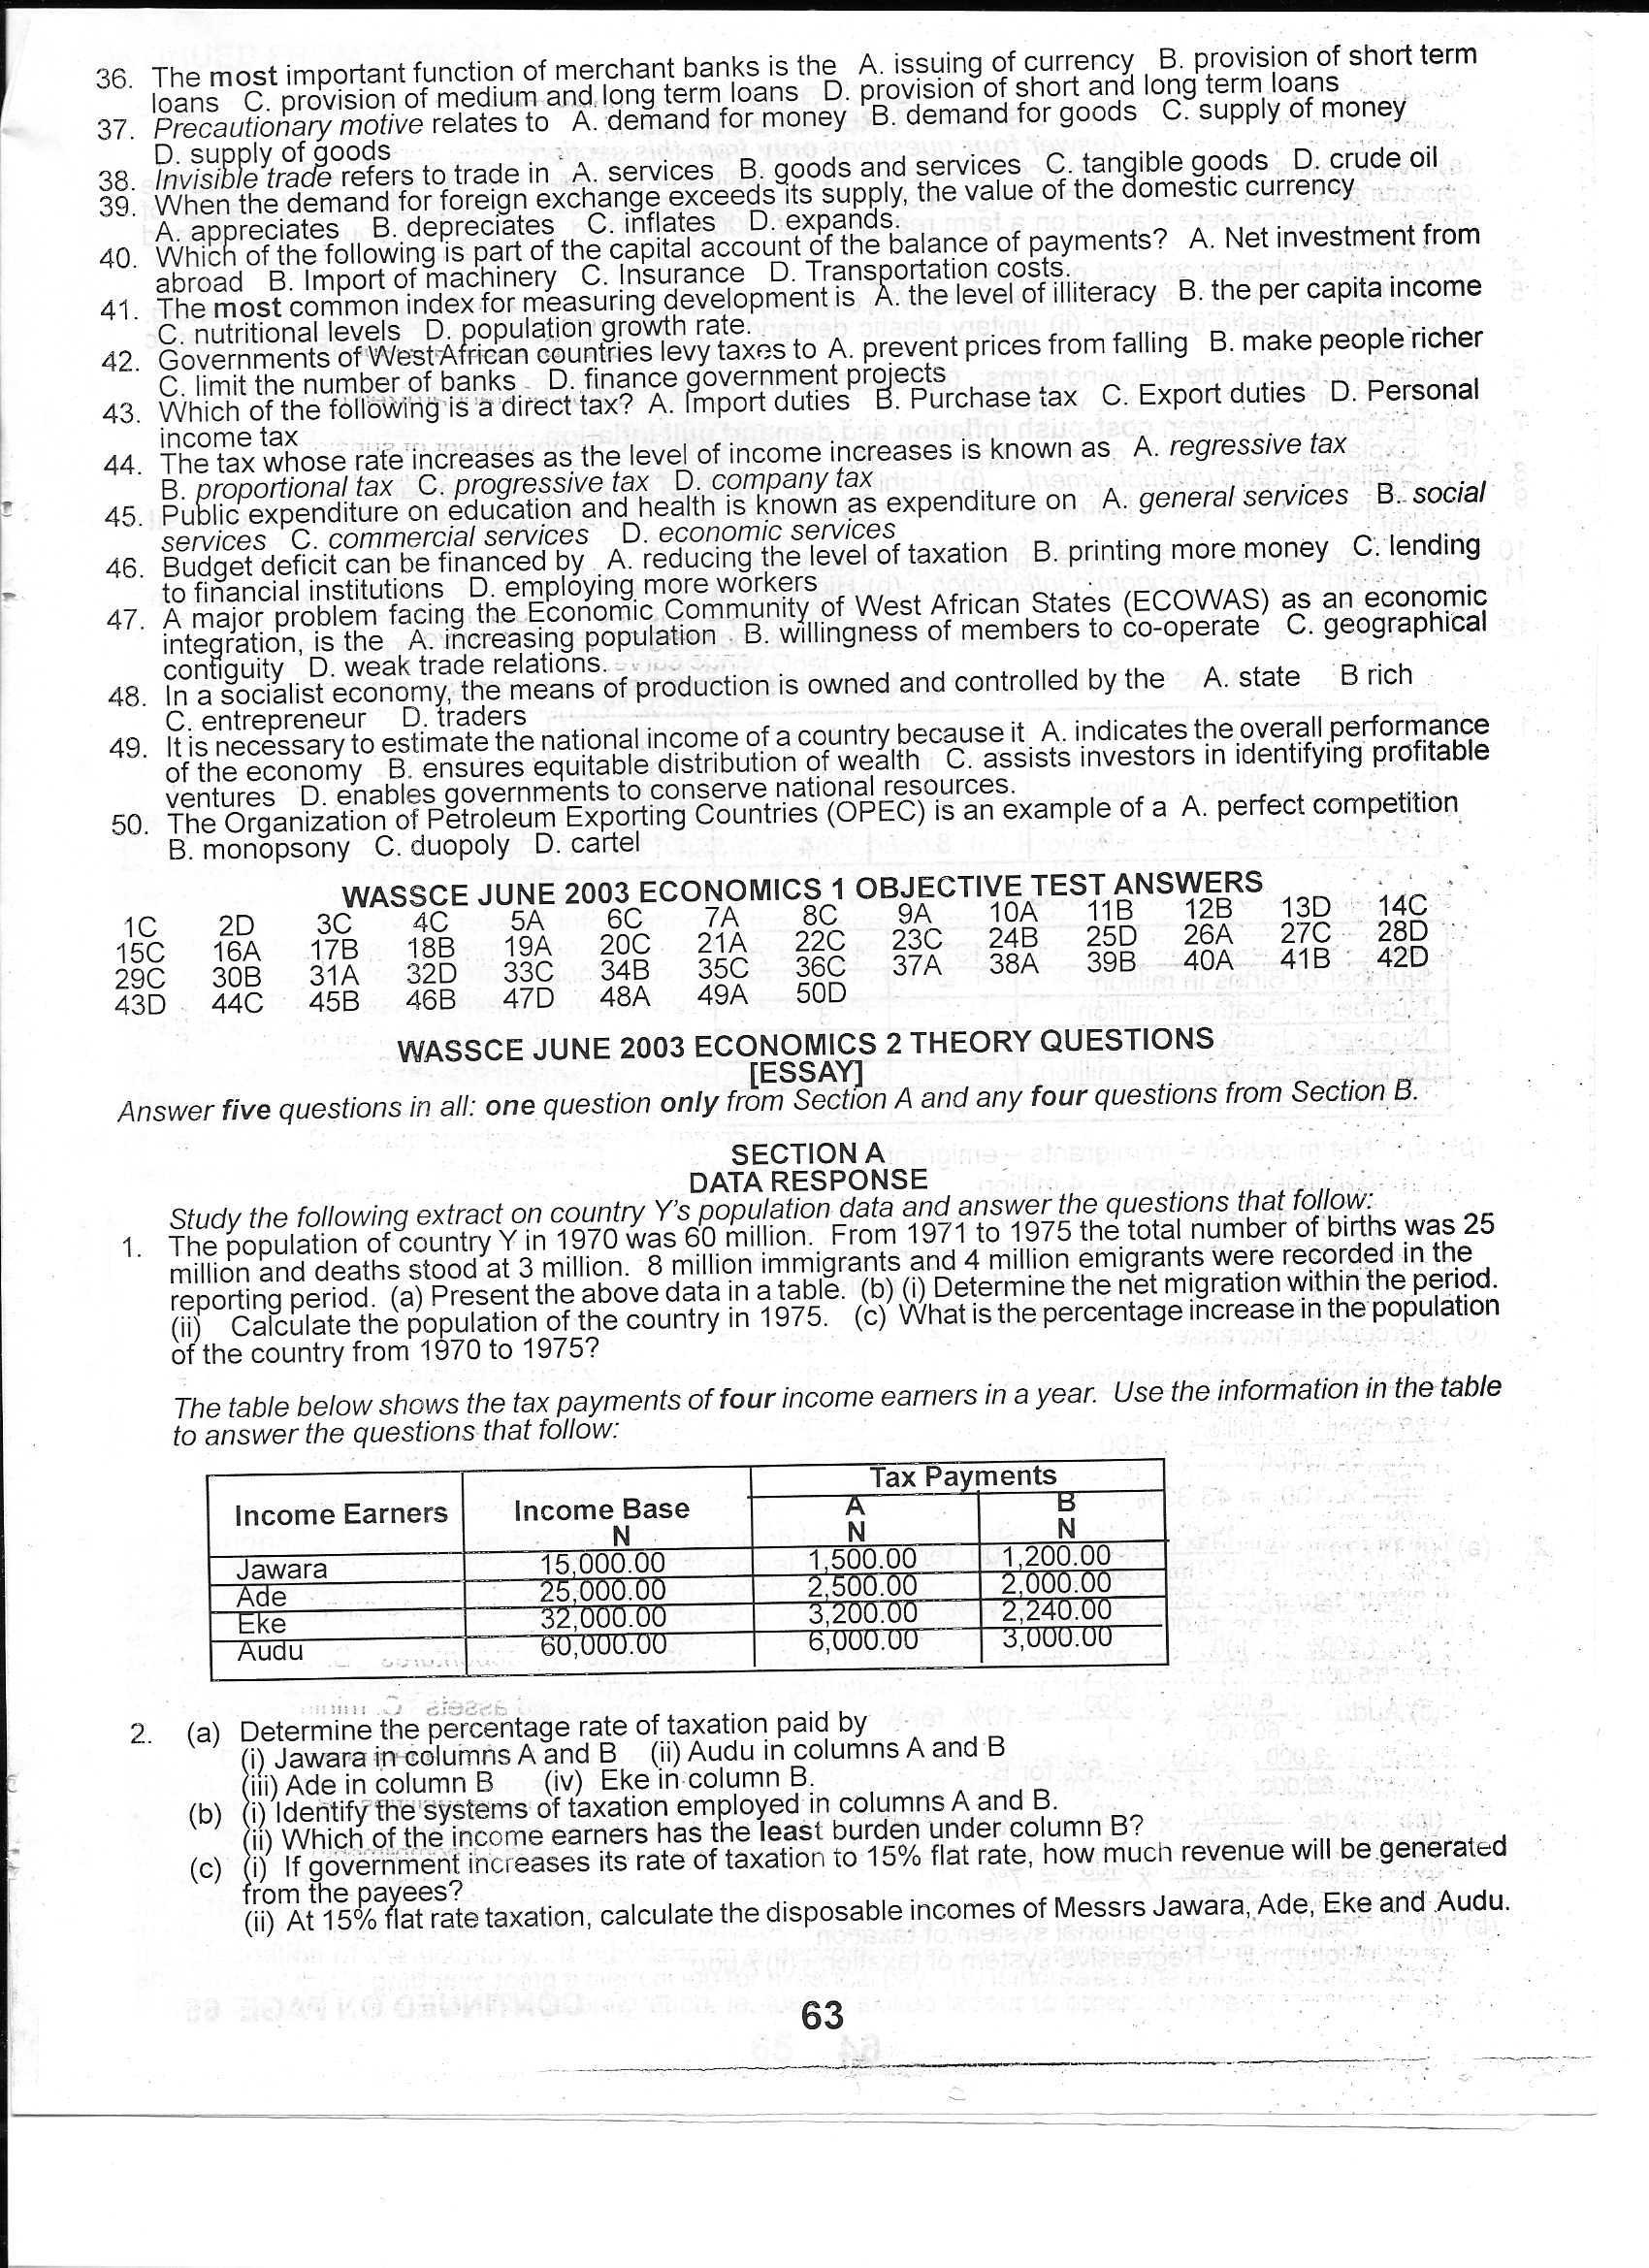 36. The most important function of merchant banks is the A. issuing of currency B. provision of short term
loans C. provision of medium and long term loans D. provision of short and long term loans
37. Precautionary motive relates to A. demand for money B. demand for goods C. supply of money
D. supply of goods
38. Invisible trade refers to trade in A. services B. goods and services C. tangible goods D. crude oil
39. When the demand for foreign exchange exceeds its supply, the value of the domestic currency
A. appreciates B. depreciates C. inflates D. expands.
40. Which of the following is part of the capital account of the balance of payments? A. Net investment from
abroad B. Import of machinery C. Insurance D. Transportation costs.
41. The most common index for measuring development is A. the level of illiteracy B. the per capita income
C. nutritional levels D. population growth rate.
42. Governments of West African countries levy taxes to A. prevent prices from falling B. make people richer
C. limit the number of banks D. finance government projects
43. Which of the following is a direct tax? A. Import duties B. Purchase tax C. Export duties D. Personal
income tax
44. The tax whose rate increases as the level of income increases is known as A. regressive tax
B. proportional tax C. progressive tax D. company tax
45. Public expenditure on education and health is known as expenditure on A. general services B. social
services C. commercial services D. economic services
46. Budget deficit can be financed by A. reducing the level of taxation B. printing more money C. lending
to financial institutions D. employing more workers
47. A major problem facing the Economic Community of West African States (ECOWAS) as an economic
integration, is the A. increasing population B. willingness of members to co-operate C. geographical
contiguity D. weak trade relations.
48. In a socialist economy, the means of production is owned and controlled by the A. state B rich
C. entrepreneur D. traders
49. It is necessary to estimate the national income of a country because it A. indicates the overall performance
of the economy B. ensures equitable distribution of wealth C. assists investors in identifying profitable
ventures D. enables governments to conserve national resources.
50. The Organization of Petroleum Exporting Countries (OPEC) is an example of a A. perfect competition
B. monopsony C. duopoly D. cartel
WASSCE JUNE 2003 ECONOMICS 1 OBJECTIVE TEST ANSWERS
1C 2D 3C 4C 5A 6C 7A 8C 9A 10A 11B 12B 13D 14C
15C 16A 17B 18B 19A 20C 21A 22C 23C 24B 25D 26A 27C 28D
29C 30B 31A 32D 33C 34B 35C 36C 37A 38A 39B 40A 41B 42D
43D 44C 45B 46B 47D 48A 49A 50D
WASSCE JUNE 2003 ECONOMICS 2 THEORY QUESTIONS
[ESSAY]
Answer five questions in all: one question only from Section A and any four questions from Section B.
SECTION A
DATA RESPONSE
Study the following extract on country Y's population data and answer the questions that follow:
1. The population of country Y in 1970 was 60 million. From 1971 to 1975 the total number of births was 25
million and deaths stood at 3 million. 8 million immigrants and 4 million emigrants were recorded in the
reporting period. (a) Present the above data in a table. (b) (i) Determine the net migration within the period.
(ii) Calculate the population of the country in 1975. (c) What is the percentage increase in the population
of the country from 1970 to 1975?
The table below shows the tax payments of four income earners in a year. Use the information in the table
to answer the questions that follow:
Tax Payments
Income Earners Income Base A B
N N N
Jawara 15,000.00 1,500.00 1,200.00
Ade 25,000.00 2,500.00 2,000.00
Eke 32,000.00 3,200.00 2,240.00
Audu 60,000.00 6,000.00 3,000.00
2. (a) Determine the percentage rate of taxation paid by
(i) Jawara in columns A and B (ii) Audu in columns A and B
(iii) Ade in column B (iv) Eke in column B.
(b) (i) Identify the systems of taxation employed in columns A and B.
(ii) Which of the income earners has the least burden under column B?
(c) (i) If government increases its rate of taxation to 15% flat rate, how much revenue will be generated
from the payees?
(ii) At 15% flat rate taxation, calculate the disposable incomes of Messrs Jawara, Ade, Eke and Audu.
63